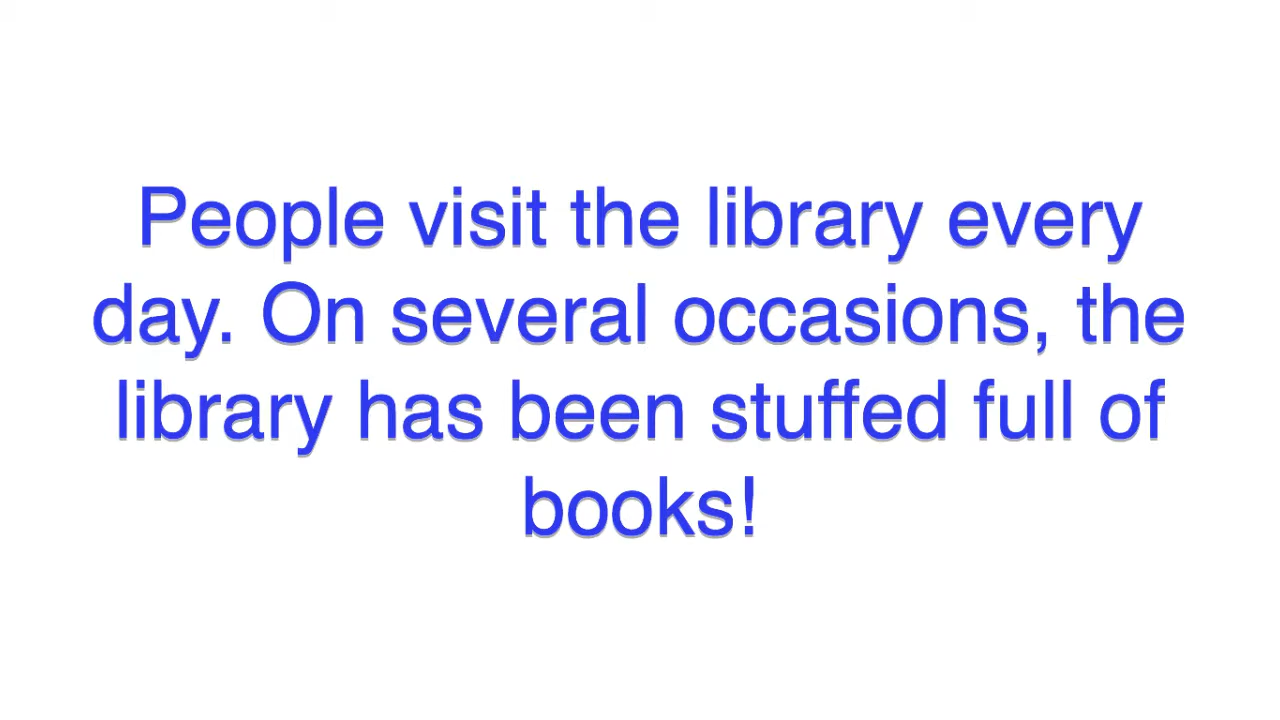 People visit the library every
day. On several occasions, the
library has been stuffed full of
books!